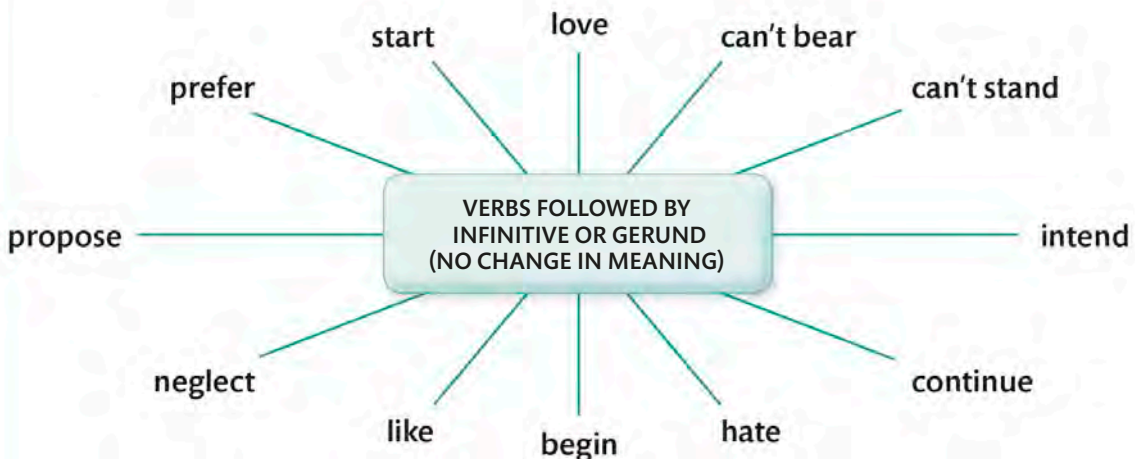 love
start
can't bear
prefer
can't stand
VERBS FOLLOWED BY
INFINITIVE OR GERUND
(NO CHANGE IN MEANING)
propose
intend
neglect
continue
like
begin
hate